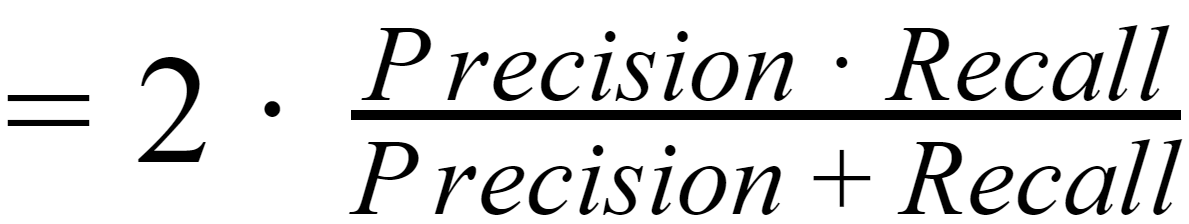 = 2 · Precision · Recall
Precision + Recall